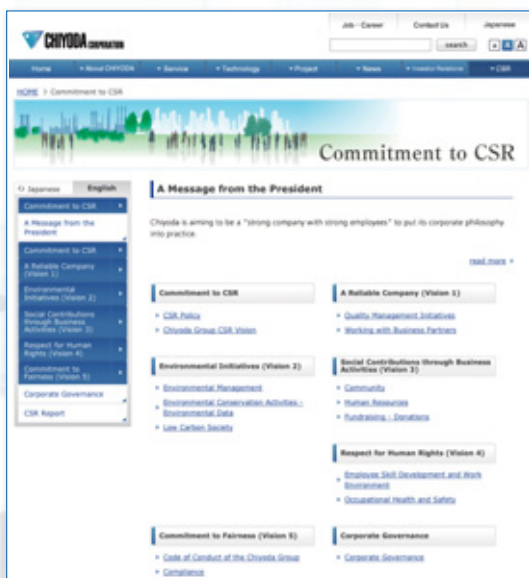 Job · Career Contact Us Japanese
CHIYODA CORPORATION
search a A A
Home About CHIYODA Service Technology Project News Investor Relations CSR
HOME > Commitment to CSR
Commitment to CSR
Japanese English
Commitment to CSR
A Message from the
President
Commitment to CSR
A Reliable Company
(Vision 1)
Environmental
Initiatives (Vision 2)
Social Contributions
through Business
Activities (Vision 3)
Respect for Human
Rights (Vision 4)
Commitment to
Fairness (Vision 5)
Corporate Governance
CSR Report
A Message from the President
Chiyoda is aiming to be a "strong company with strong employees" to put its corporate philosophy
into practice.
read more
Commitment to CSR
CSR Policy
Chiyoda Group CSR Vision
A Reliable Company (Vision 1)
Quality Management Initiatives
Working with Business Partners
Environmental Initiatives (Vision 2)
Environmental Management
Environmental Conservation Activities -
Environmental Data
Low Carbon Society
Social Contributions through Business
Activities (Vision 3)
Community
Human Resources
Fundraising - Donations
Respect for Human Rights (Vision 4)
Employee Skill Development and Work
Environment
Occupational Health and Safety
Commitment to Fairness (Vision 5)
Code of Conduct of the Chiyoda Group
Compliance
Corporate Governance
Corporate Governance